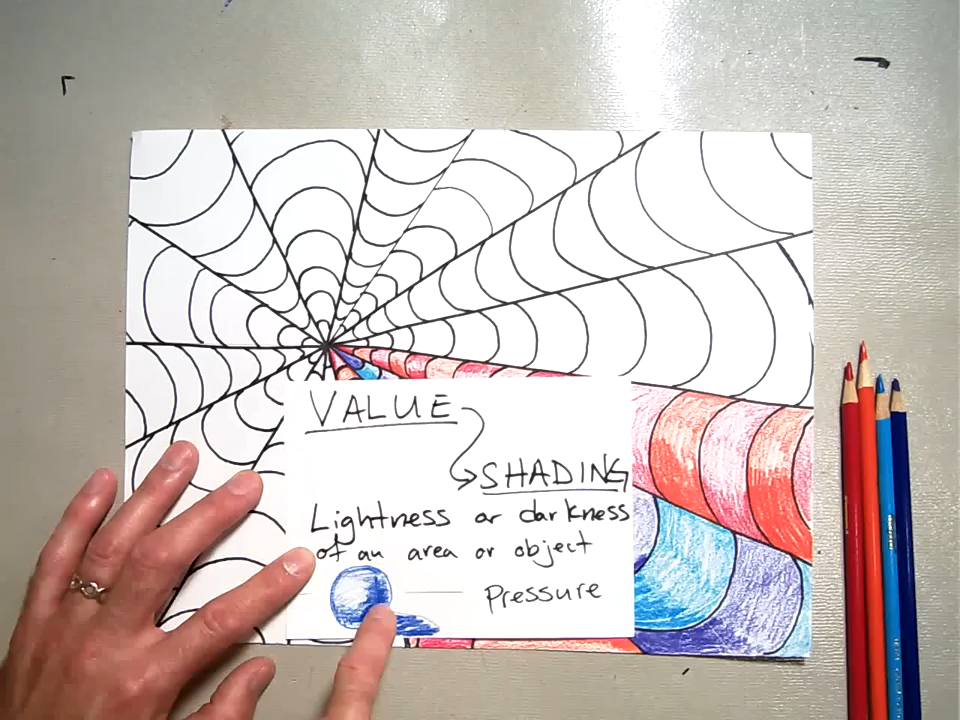 VALUE
SHADING
Lightness or darkness
of an area or object
Pressure